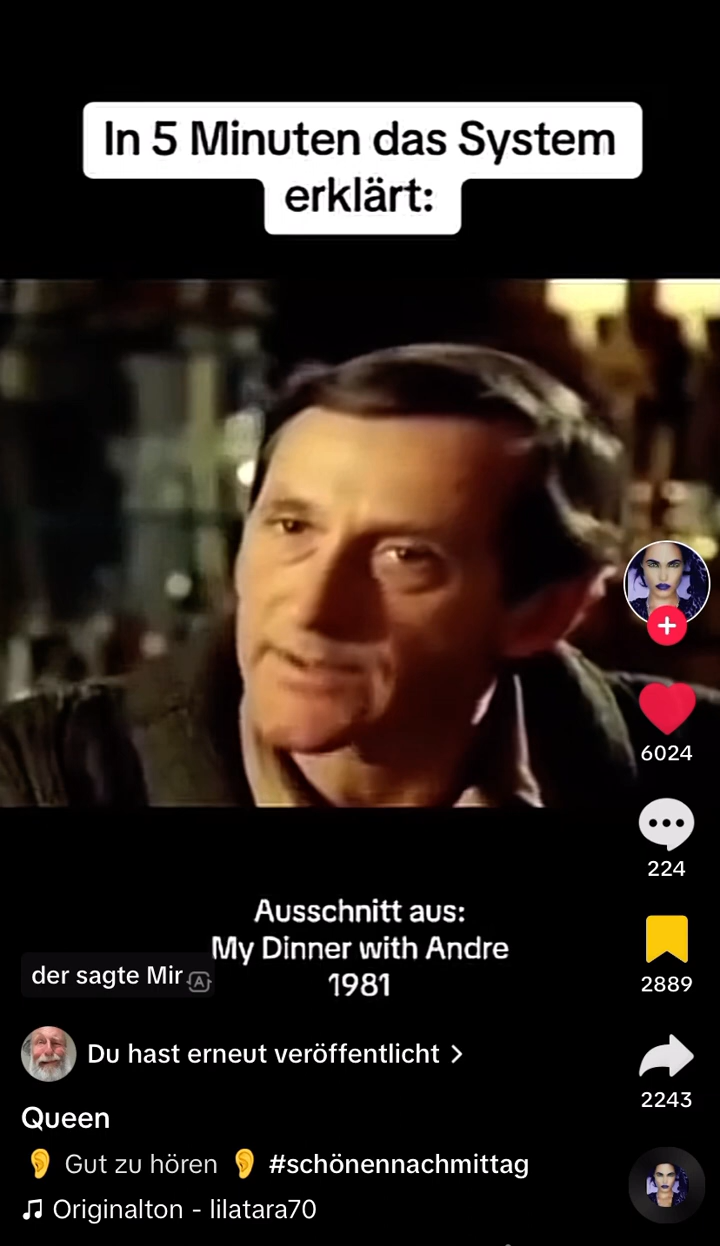 In 5 Minuten das System
erklärt:
6024
224
2889
2243
Ausschnitt aus:
My Dinner with Andre
1981
der sagte Mir
A
Du hast erneut veröffentlicht >
Queen
👂 Gut zu hören 👂 #schönennachmittag
♫ Originalton - lilatara70